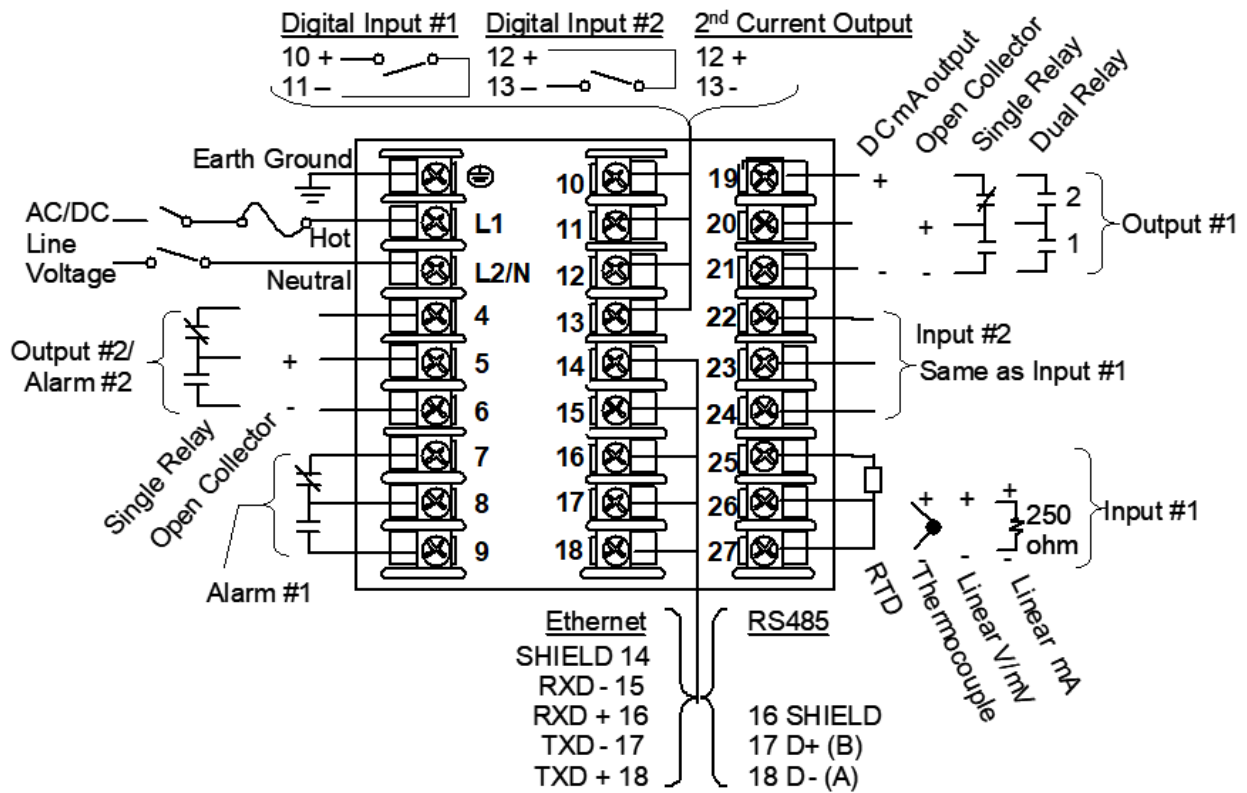 Digital Input #1
10 +
11 –
Digital Input #2
12 +
13 –
2nd Current Output
12 +
13 -
DC mA output
Open Collector
Single Relay
Dual Relay
Earth Ground
AC/DC
Line
Voltage
Hot
Neutral
L1
L2/N
4
5
6
7
8
9
10
11
12
13
14
15
16
17
18
19
20
21
22
23
24
25
26
27
+
+
-
-
2
1
Output #1
Output #2/
Alarm #2
+
-
Single Relay
Open Collector
Alarm #1
Input #2
Same as Input #1
+
-
+
-
+
-
250
ohm
Input #1
RTD
Thermocouple
Linear V/mV
Linear mA
Ethernet
SHIELD 14
RXD - 15
RXD + 16
TXD - 17
TXD + 18
RS485
16 SHIELD
17 D+ (B)
18 D- (A)